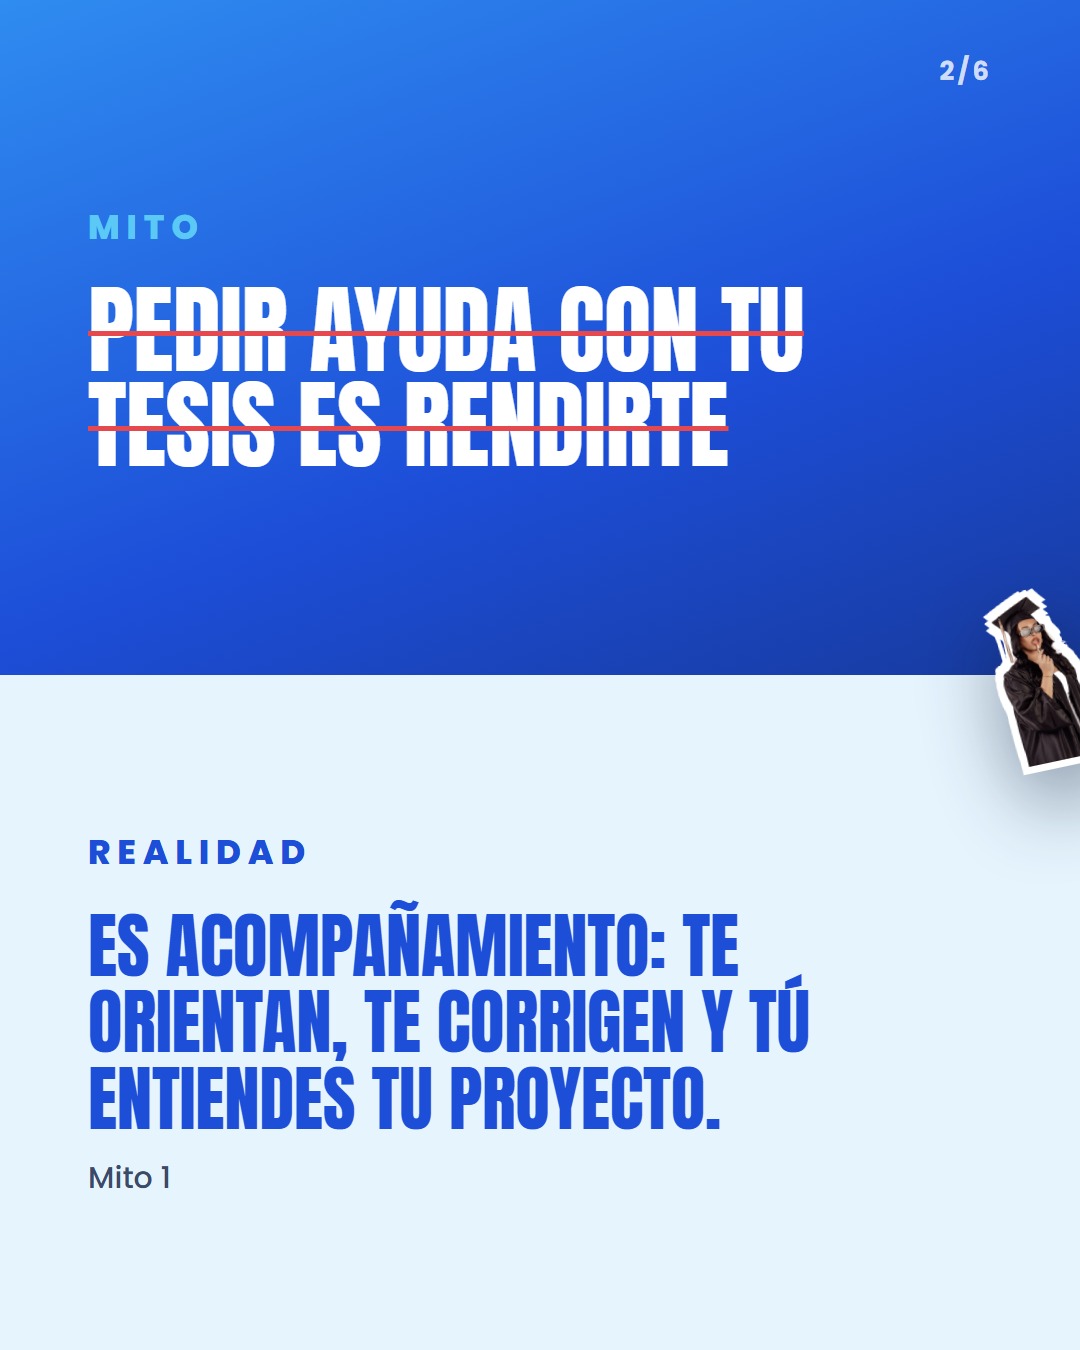 2/6
MITO
PEDIR AYUDA CON TU
TESIS ES RENDIRTE
REALIDAD
ES ACOMPAÑAMIENTO: TE
ORIENTAN, TE CORRIGEN Y TÚ
ENTIENDES TU PROYECTO.
Mito 1